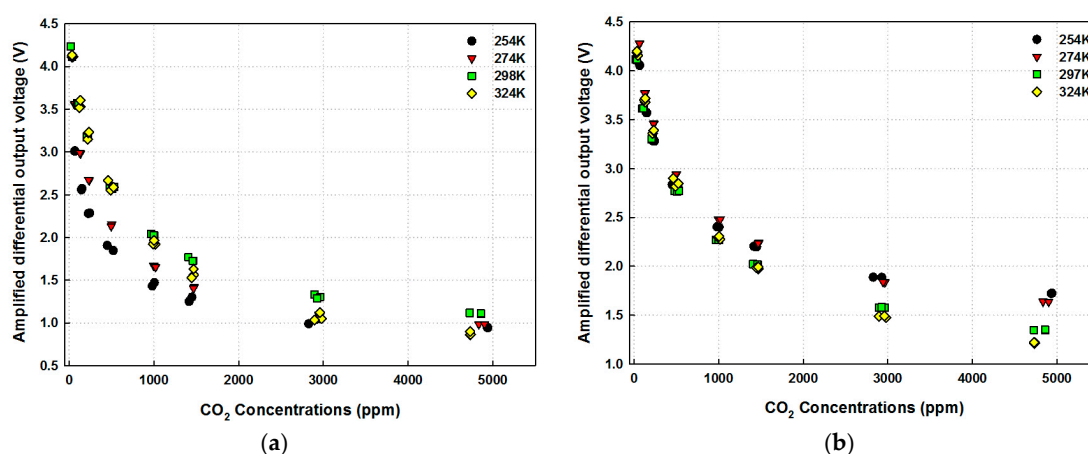 4.5
4.0
3.5
3.0
2.5
2.0
1.5
1.0
0.5
Amplified differential output voltage (V)
254K
274K
298K
324K
0 1000 2000 3000 4000 5000
CO₂ Concentrations (ppm)
(a)
4.5
4.0
3.5
3.0
2.5
2.0
1.5
1.0
Amplified differential output voltage (V)
254K
274K
297K
324K
0 1000 2000 3000 4000 5000
CO₂ Concentrations (ppm)
(b)